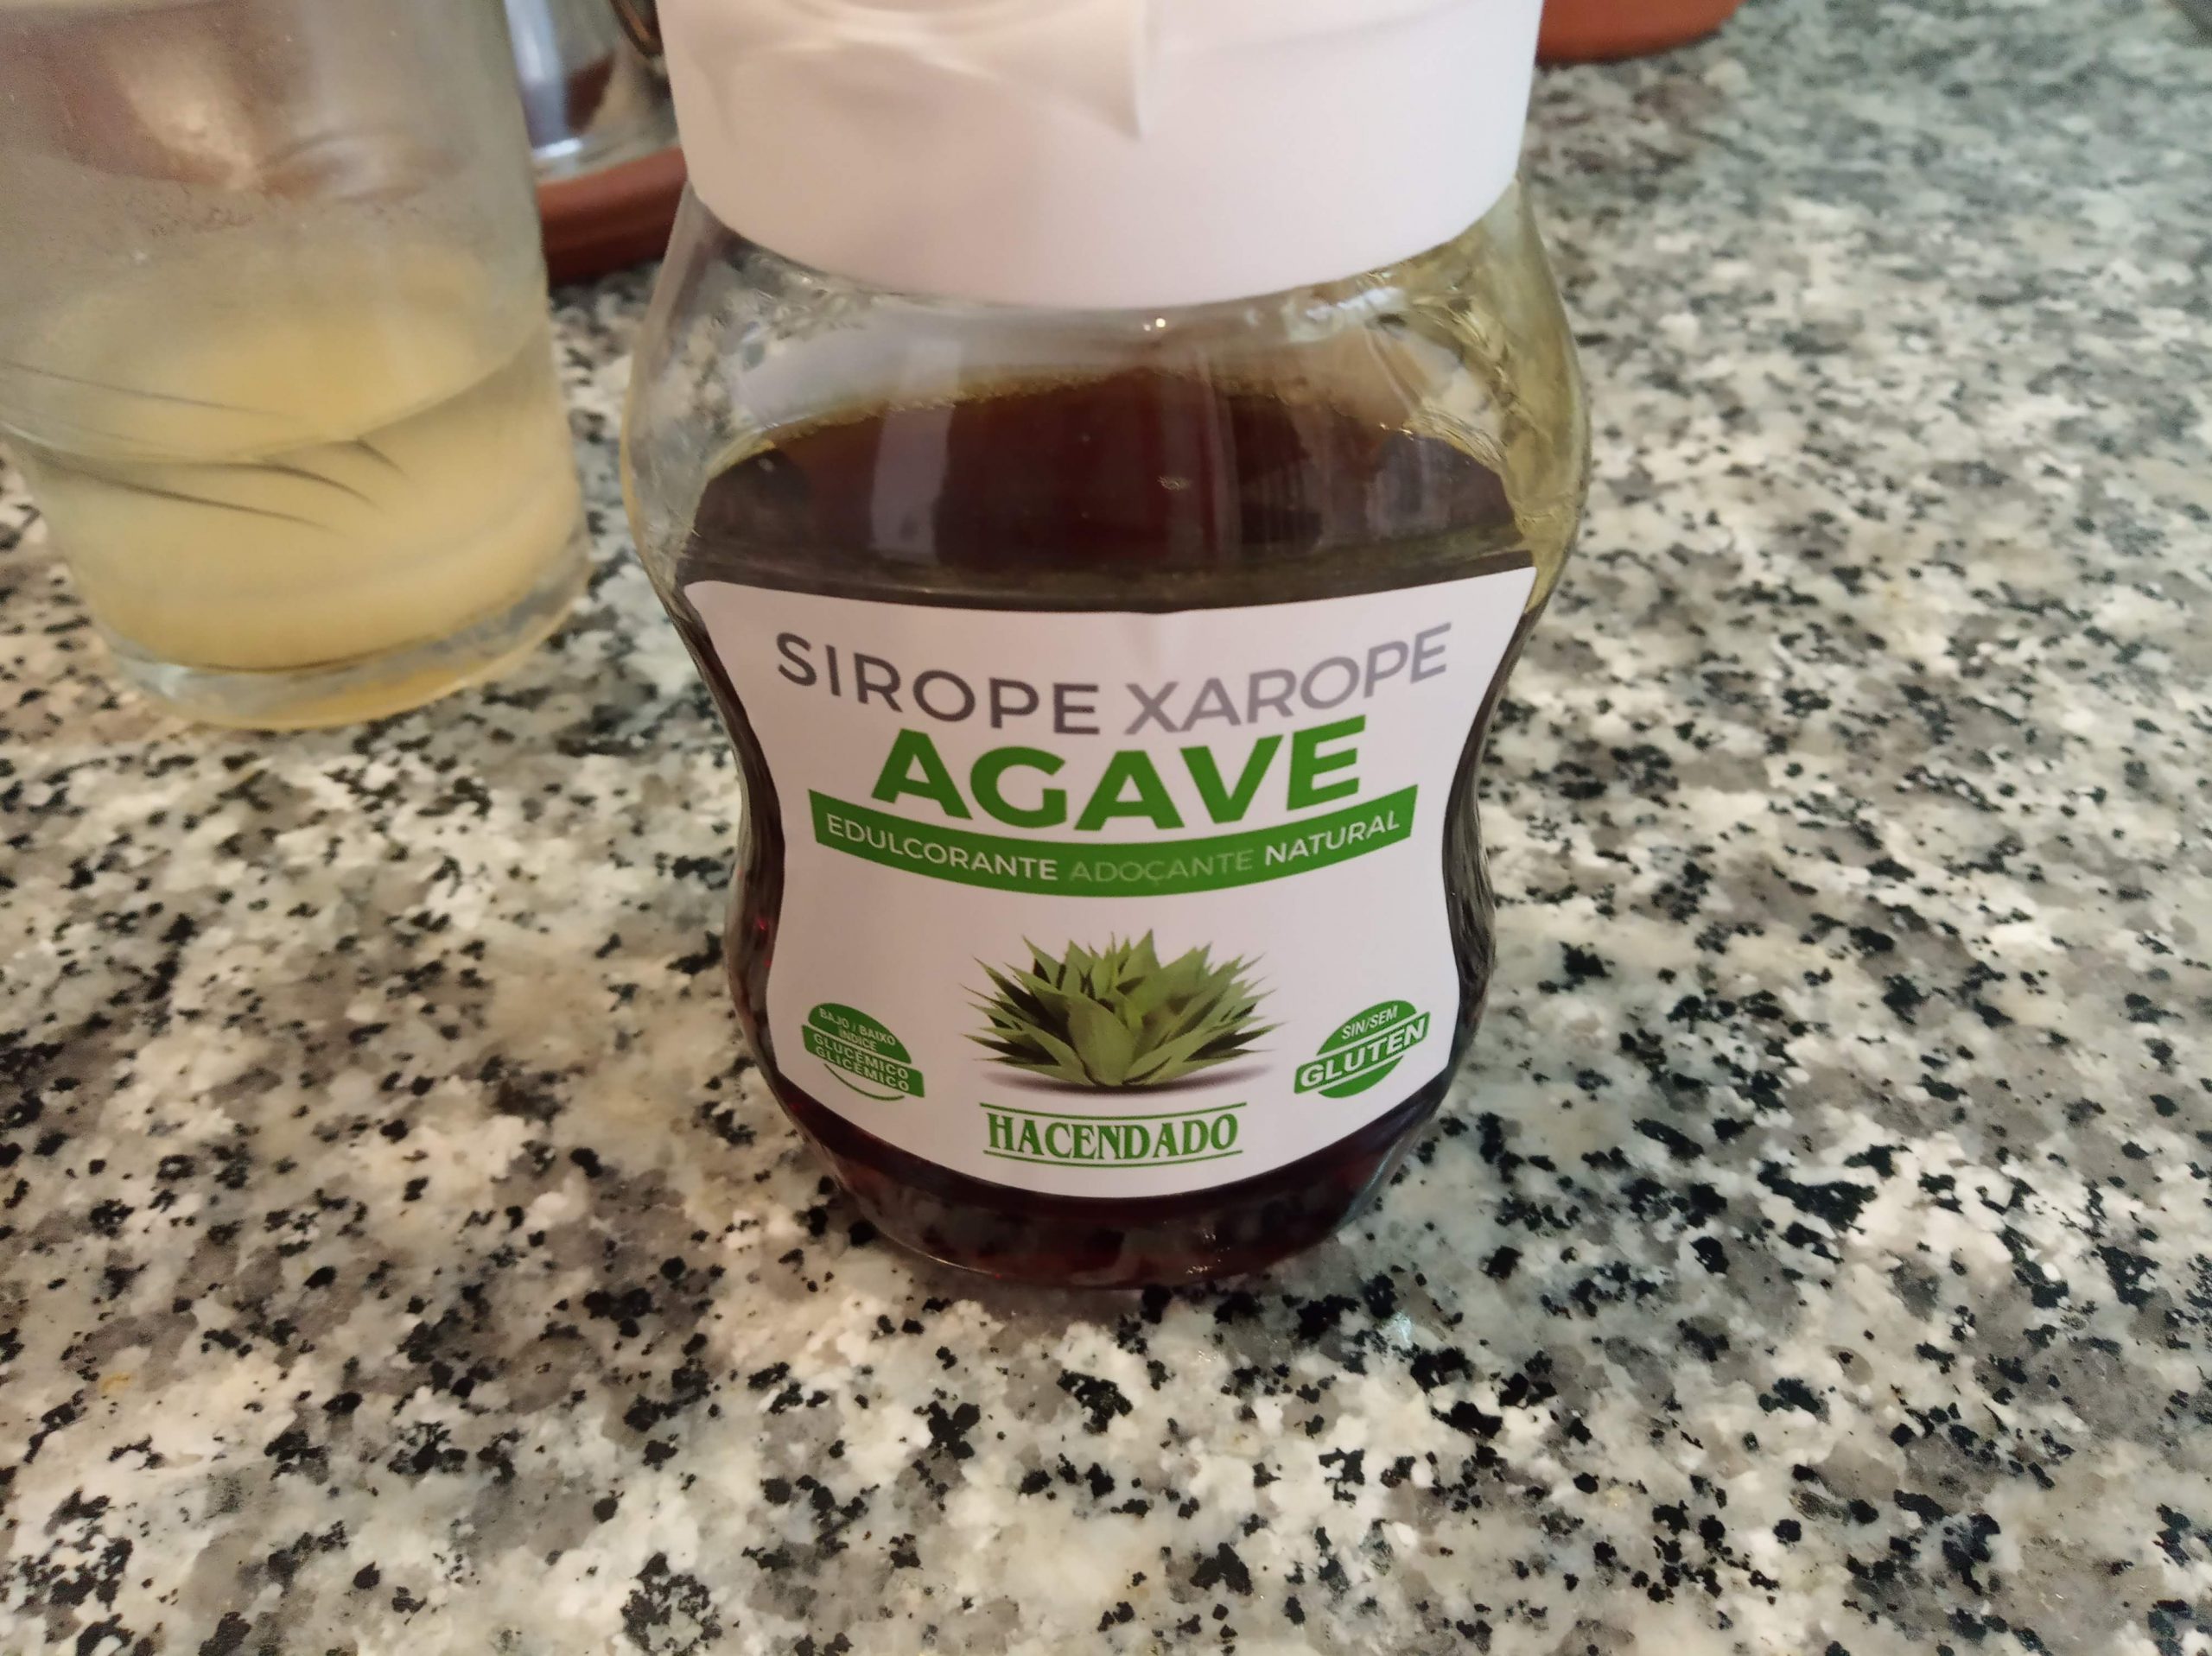 SIROPE XAROPE
AGAVE
EDULCORANTE ADOÇANTE NATURAL
BAJO / BAIXO
ÍNDICE
GLUCÉMICO
GLICÉMICO
SIN/SEM
GLUTEN
HACENDADO